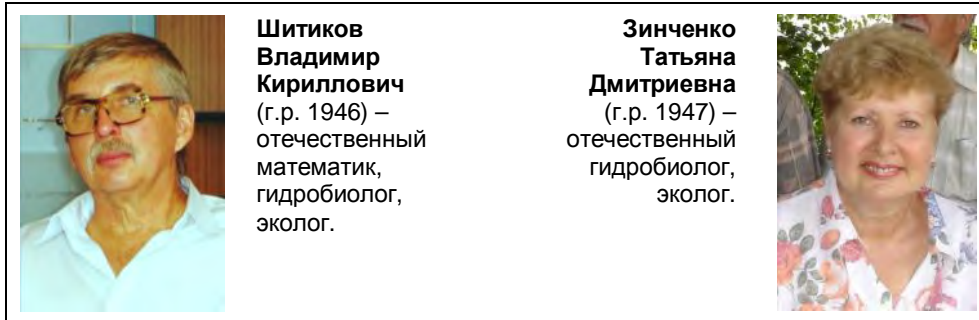 Шитиков
Владимир
Кириллович
(г.р. 1946) –
отечественный
математик,
гидробиолог,
эколог.
Зинченко
Татьяна
Дмитриевна
(г.р. 1947) –
отечественный
гидробиолог,
эколог.